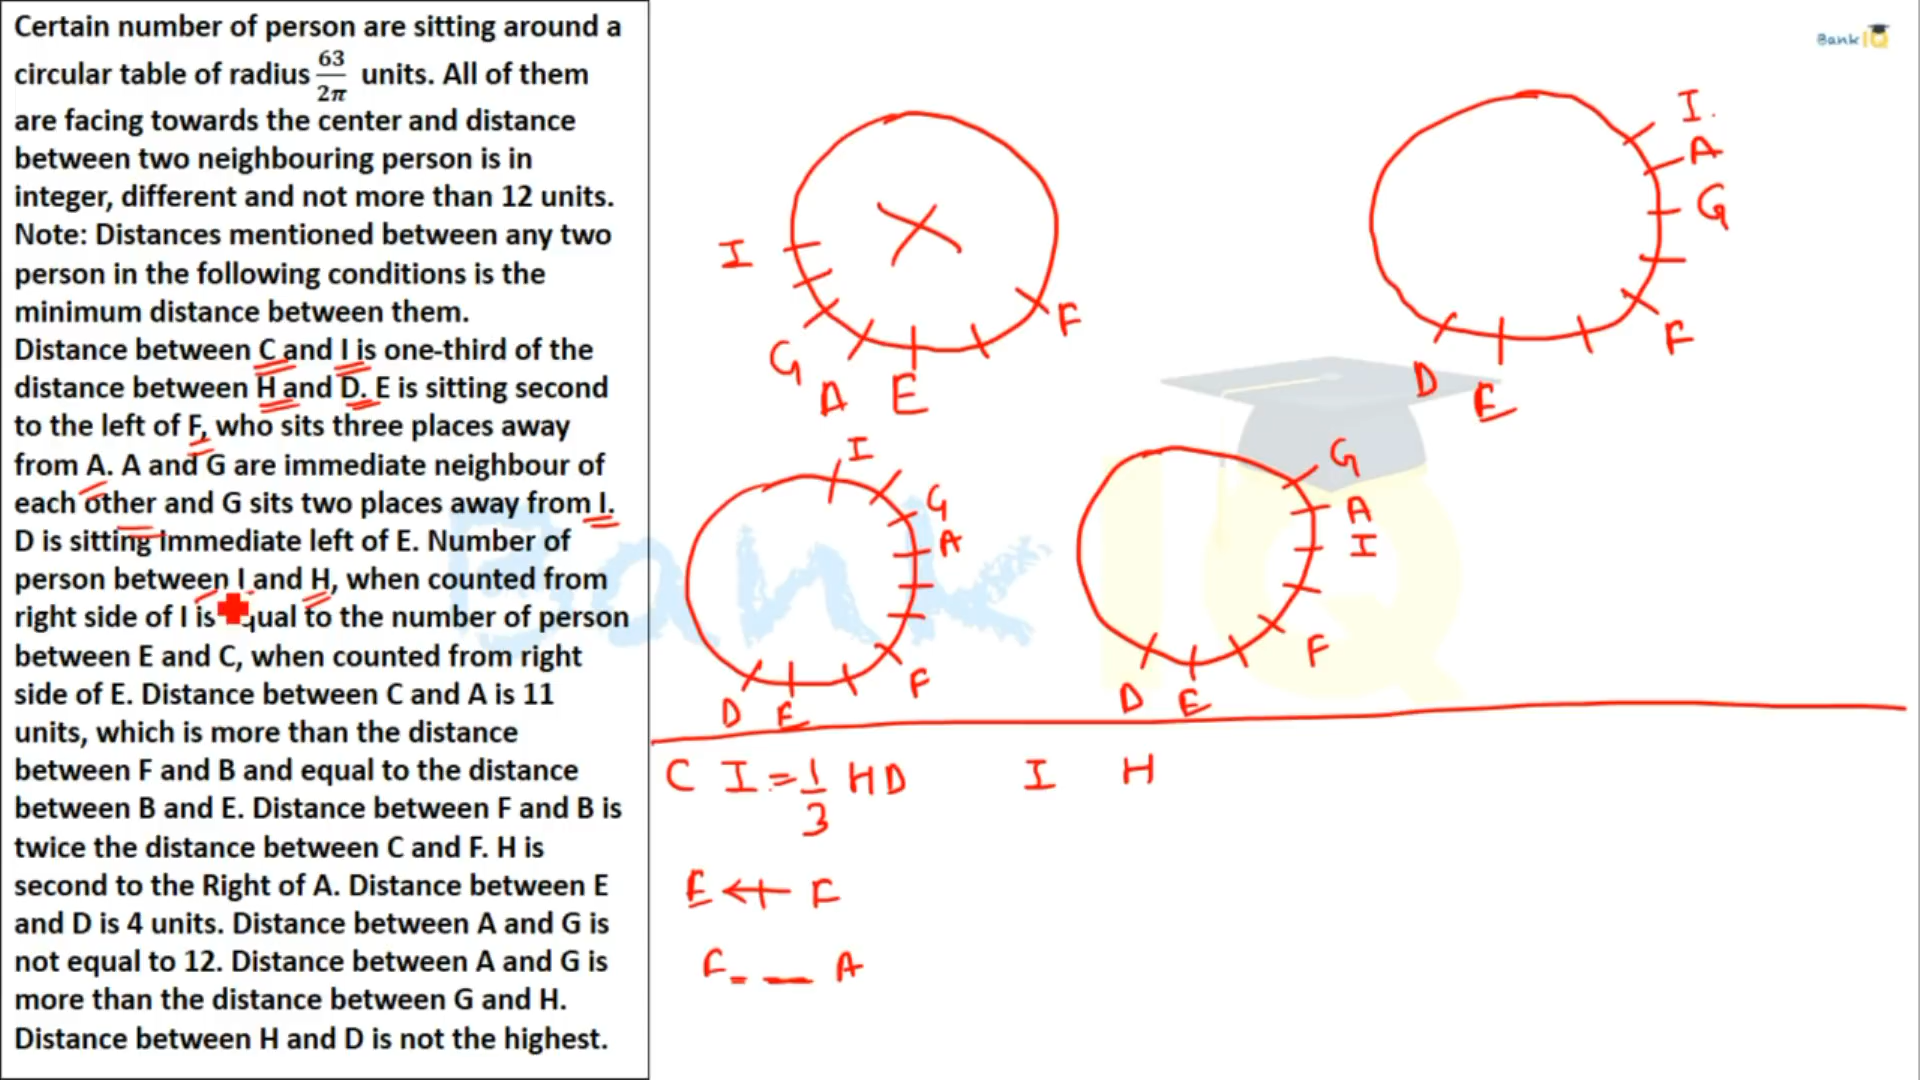 Certain number of person are sitting around a
circular table of radius 63/2π units. All of them
are facing towards the center and distance
between two neighbouring person is in
integer, different and not more than 12 units.
Note: Distances mentioned between any two
person in the following conditions is the
minimum distance between them.
Distance between C and I is one-third of the
distance between H and D. E is sitting second
to the left of F, who sits three places away
from A. A and G are immediate neighbour of
each other and G sits two places away from I.
D is sitting immediate left of E. Number of
person between I and H, when counted from
right side of I is equal to the number of person
between E and C, when counted from right
side of E. Distance between C and A is 11
units, which is more than the distance
between F and B and equal to the distance
between B and E. Distance between F and B is
twice the distance between C and F. H is
second to the Right of A. Distance between E
and D is 4 units. Distance between A and G is
not equal to 12. Distance between A and G is
more than the distance between G and H.
Distance between H and D is not the highest.
Bank IQ
I
G
A
E
F
I.
A
G
F
D
E
I
G
A
F
D E
G
A
I
F
D E
Bank IQ
C I = 1/3 H D
I H
E ← F
F _ _ A